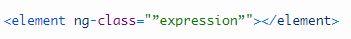 <element ng-class="”expression”"></element>